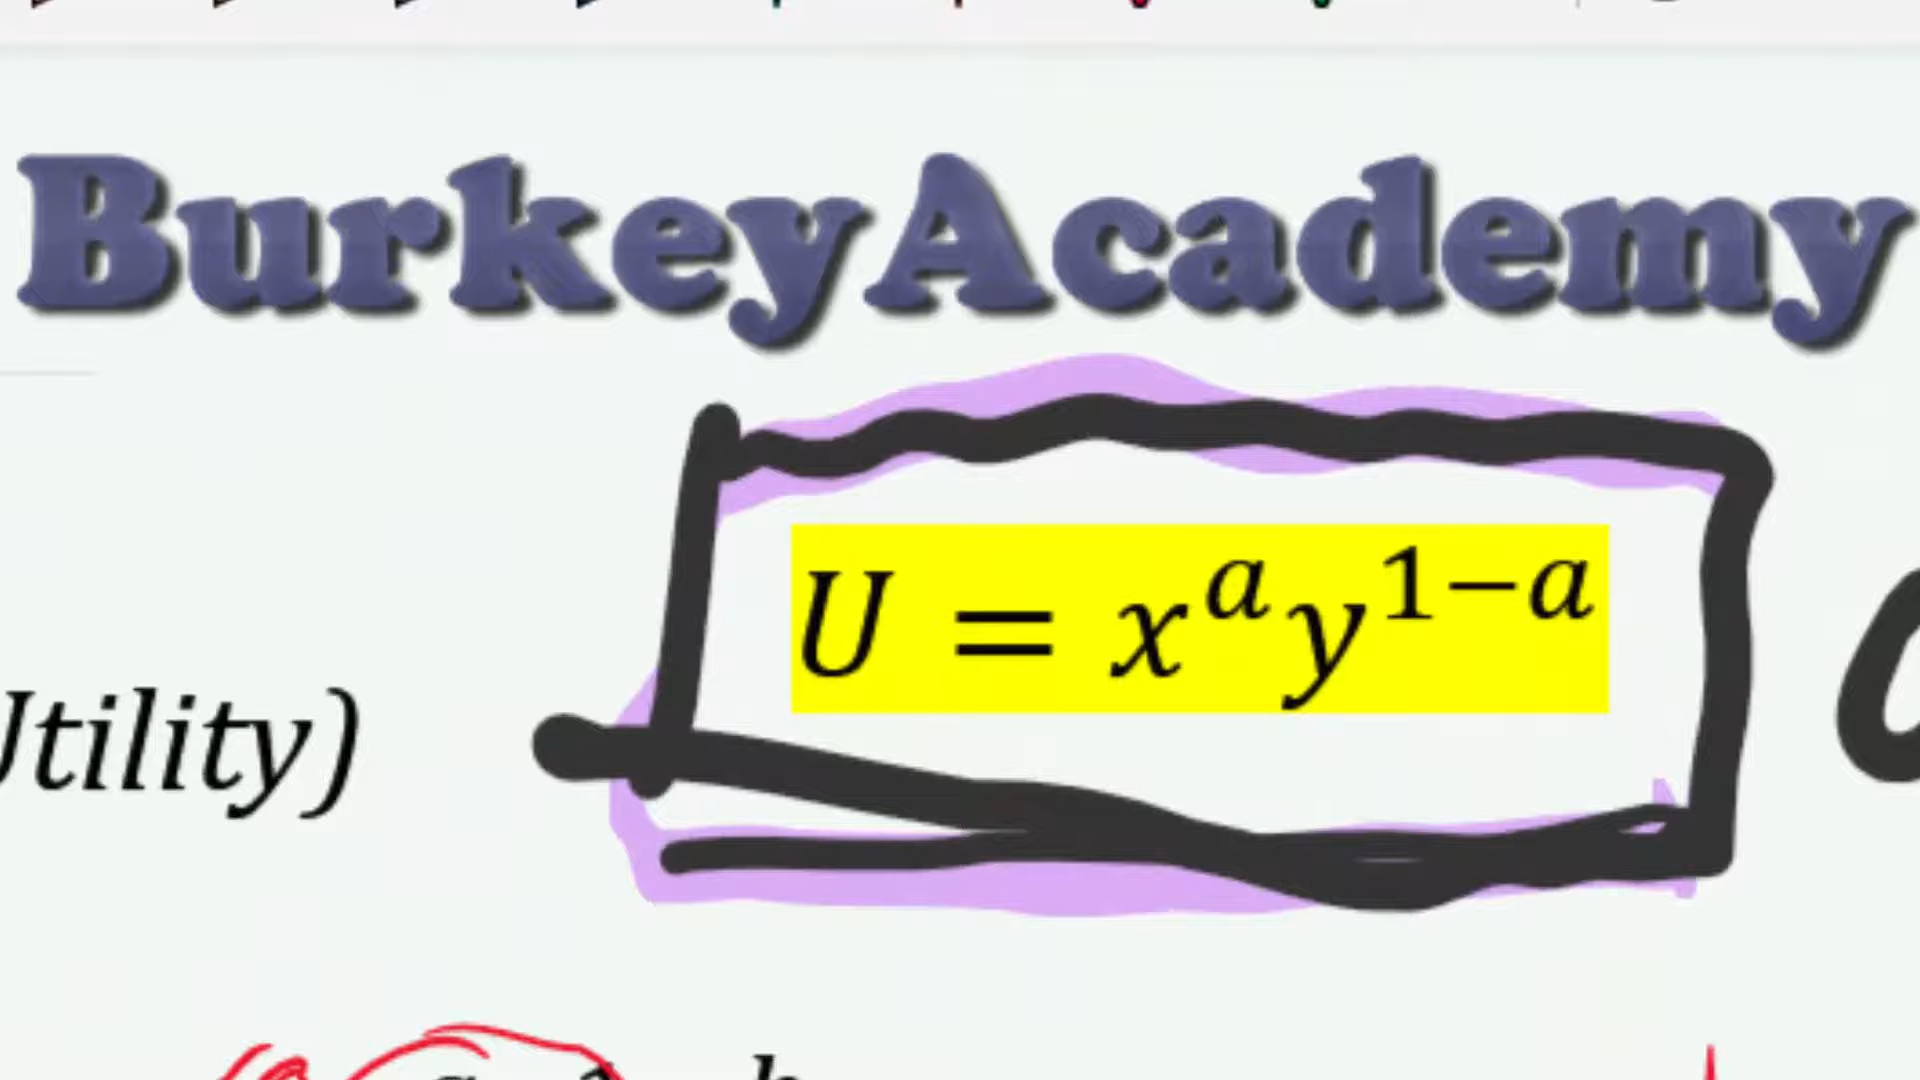 BurkeyAcademy
U = x^a y^{1−a}
Utility)